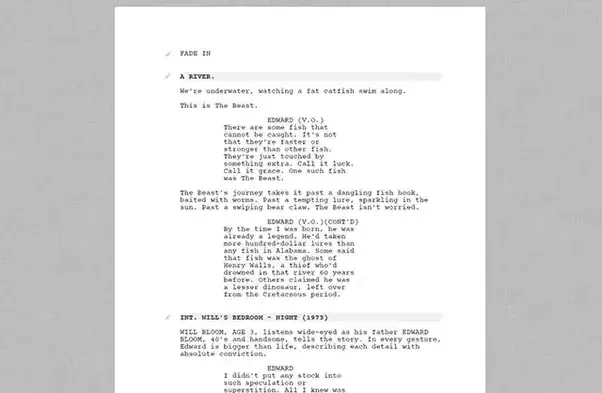 FADE IN
A RIVER.
We're underwater, watching a fat catfish swim along.
This is The Beast.
EDWARD (V.O.)
There are some fish that
cannot be caught. It's not
that they're faster or
stronger than other fish.
They're just touched by
something extra. Call it luck.
Call it grace. One such fish
was The Beast.
The Beast's journey takes it past a dangling fish hook,
baited with worms. Past a tempting lure, sparkling in the
sun. Past a swiping bear claw. The Beast isn't worried.
EDWARD (V.O.)(CONT'D)
By the time I was born, he was
already a legend. He'd taken
more hundred-dollar lures than
any fish in Alabama. Some said
that fish was the ghost of
Henry Walls, a thief who'd
drowned in that river 60 years
before. Others claimed he was
a lesser dinosaur, left over
from the Cretaceous period.
INT. WILL'S BEDROOM - NIGHT (1973)
WILL BLOOM, AGE 3, listens wide-eyed as his father EDWARD
BLOOM, 40's and handsome, tells the story. In every gesture,
Edward is bigger than life, describing each detail with
absolute conviction.
EDWARD
I didn't put any stock into
such speculation or
superstition. All I knew was